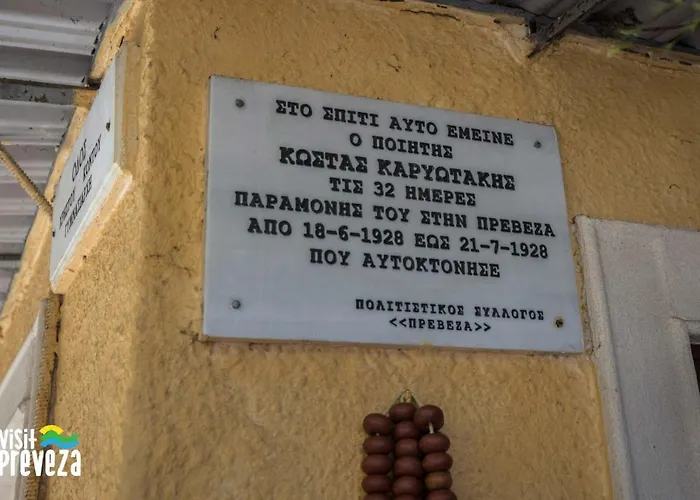 ΣΤΟ ΣΠΙΤΙ ΑΥΤΟ ΕΜΕΙΝΕ
Ο ΠΟΙΗΤΗΣ
ΚΩΣΤΑΣ ΚΑΡΥΩΤΑΚΗΣ
ΤΙΣ 32 ΗΜΕΡΕΣ
ΠΑΡΑΜΟΝΗΣ ΤΟΥ ΣΤΗΝ ΠΡΕΒΕΖΑ
ΑΠΟ 18-6-1928 ΕΩΣ 21-7-1928
ΠΟΥ ΑΥΤΟΚΤΟΝΗΣΕ
ΠΟΛΙΤΙΣΤΙΚΟΣ ΣΥΛΛΟΓΟΣ
<<ΠΡΕΒΕΖΑ>>
ΟΔΟΣ
visit
preveza